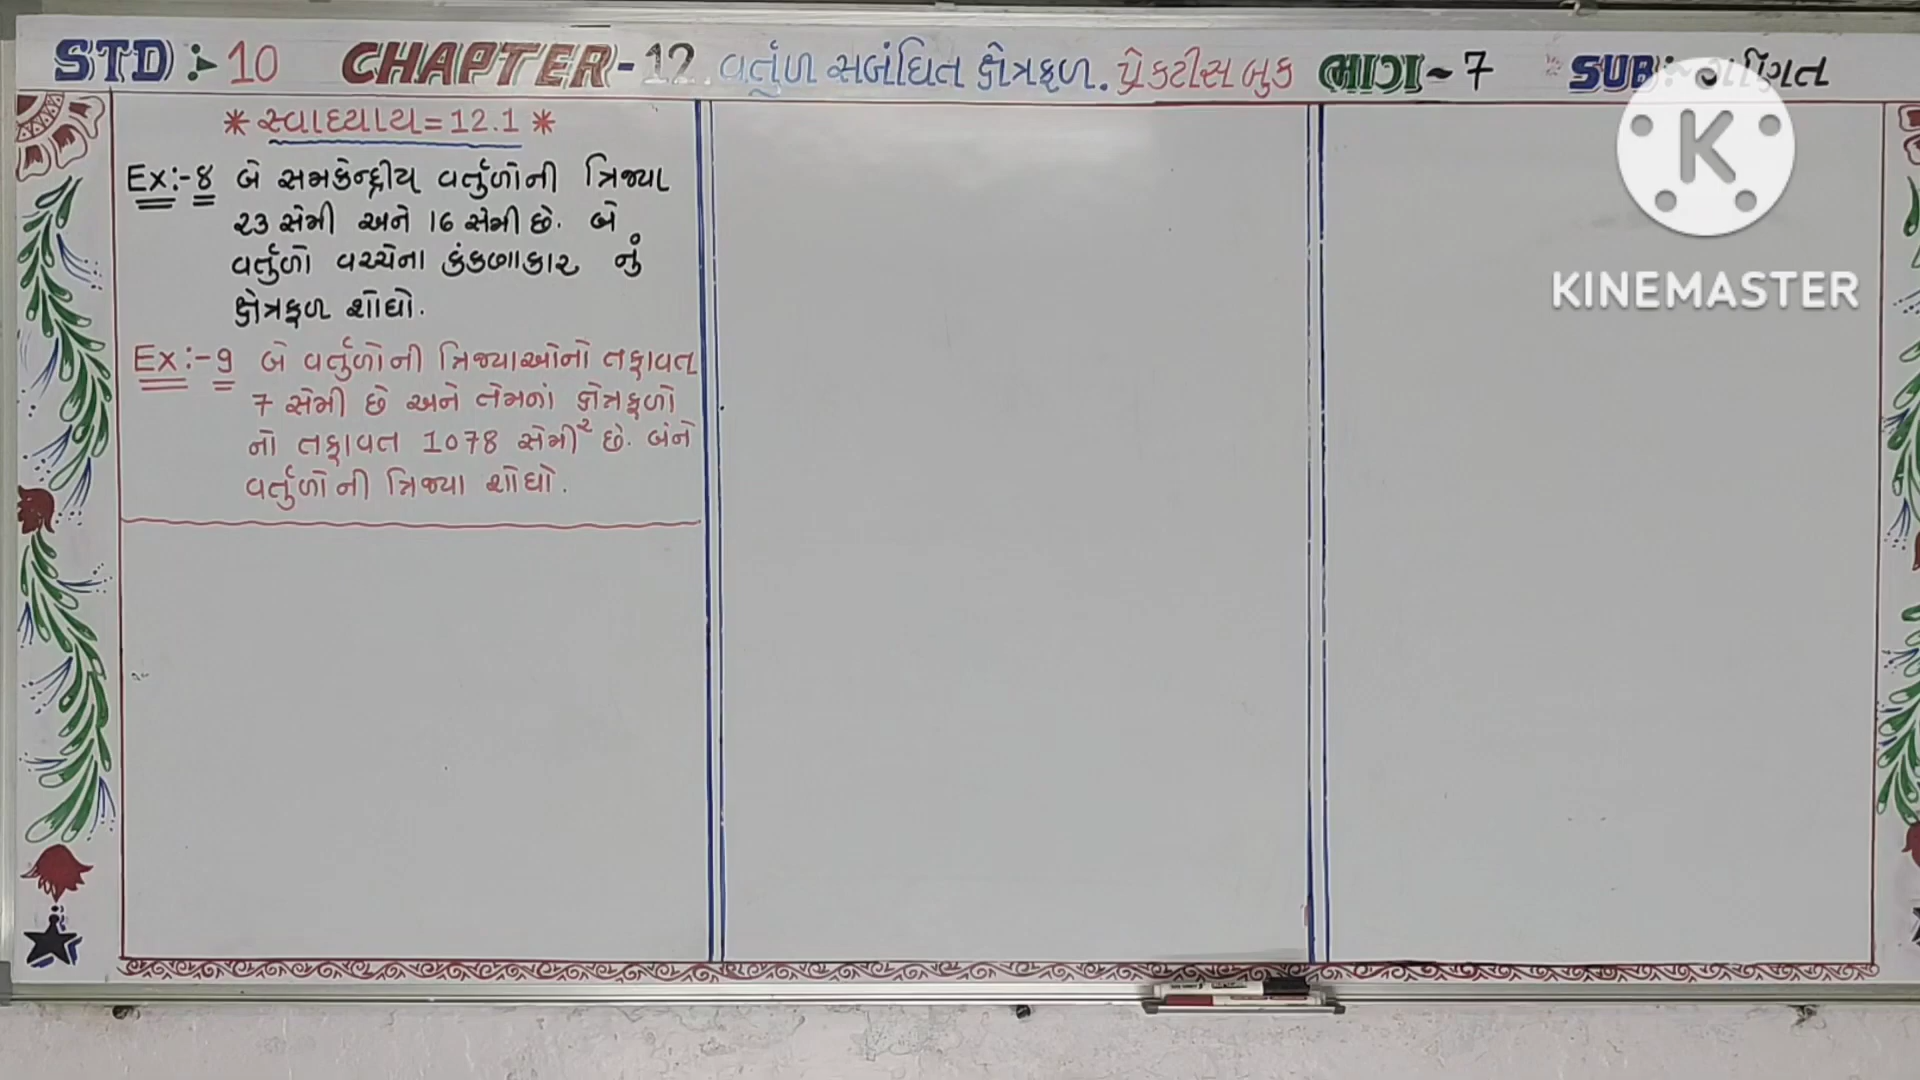 STD :- 10 CHAPTER-12 વર્તુળ સબંધિત ક્ષેત્રફળ. પ્રેક્ટીસ બુક ભાગ - 7 SUB:- ગણિત
* સ્વાધ્યાય = 12.1 *
Ex:-8 બે સમકેન્દ્રીય વર્તુળોની ત્રિજ્યા
23 સેમી અને 16 સેમી છે. બે
વર્તુળો વચ્ચેના કંકણાકાર નું
ક્ષેત્રફળ શોધો.
Ex:-9 બે વર્તુળોની ત્રિજ્યાઓનો તફાવત
7 સેમી છે અને તેમનાં ક્ષેત્રફળો
નો તફાવત 1078 સેમી² છે. બંને
વર્તુળોની ત્રિજ્યા શોધો.
K
KINEMASTER